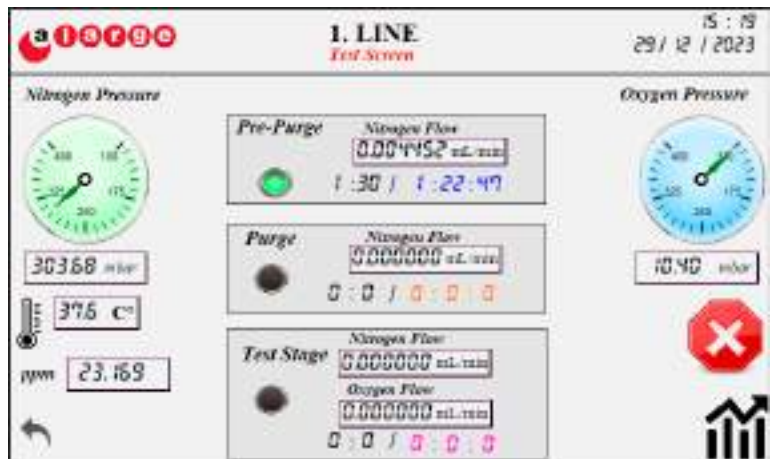 alarge
1. LINE
Test Screen
15 : 19
29 / 12 / 2023
Nitrogen Pressure
Oxygen Pressure
Pre-Purge
Nitrogen Flow
0.004452 mL/min
1 :30 / 1 :22:47
303.68 mbar
10.40 mbar
Purge
Nitrogen Flow
0.000000 mL/min
0 : 0 / 0 : 0 : 0
37.6 C°
ppm 23.169
Test Stage
Nitrogen Flow
0.000000 mL/min
Oxygen Flow
0.000000 mL/min
0 : 0 / 0 : 0 : 0